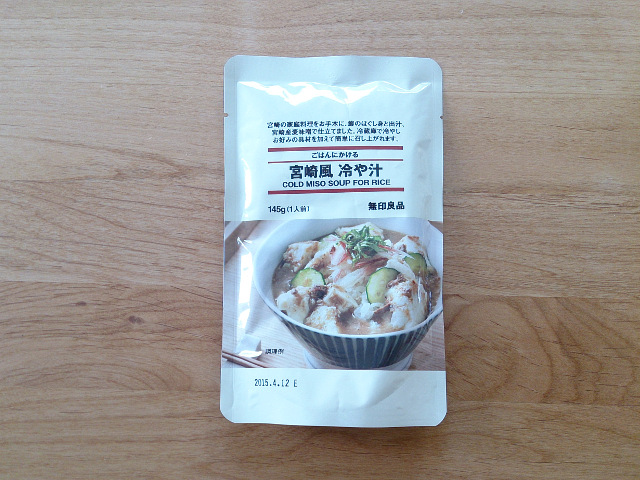 宮崎の家庭料理をお手本に、鯵のほぐし身と出汁、
宮崎産麦味噌で仕立てました。冷蔵庫で冷やし
お好みの具材を加えて簡単に召し上がれます。
ごはんにかける
宮崎風 冷や汁
COLD MISO SOUP FOR RICE
145g(1人前)
無印良品
調理例
2015.4.12 E